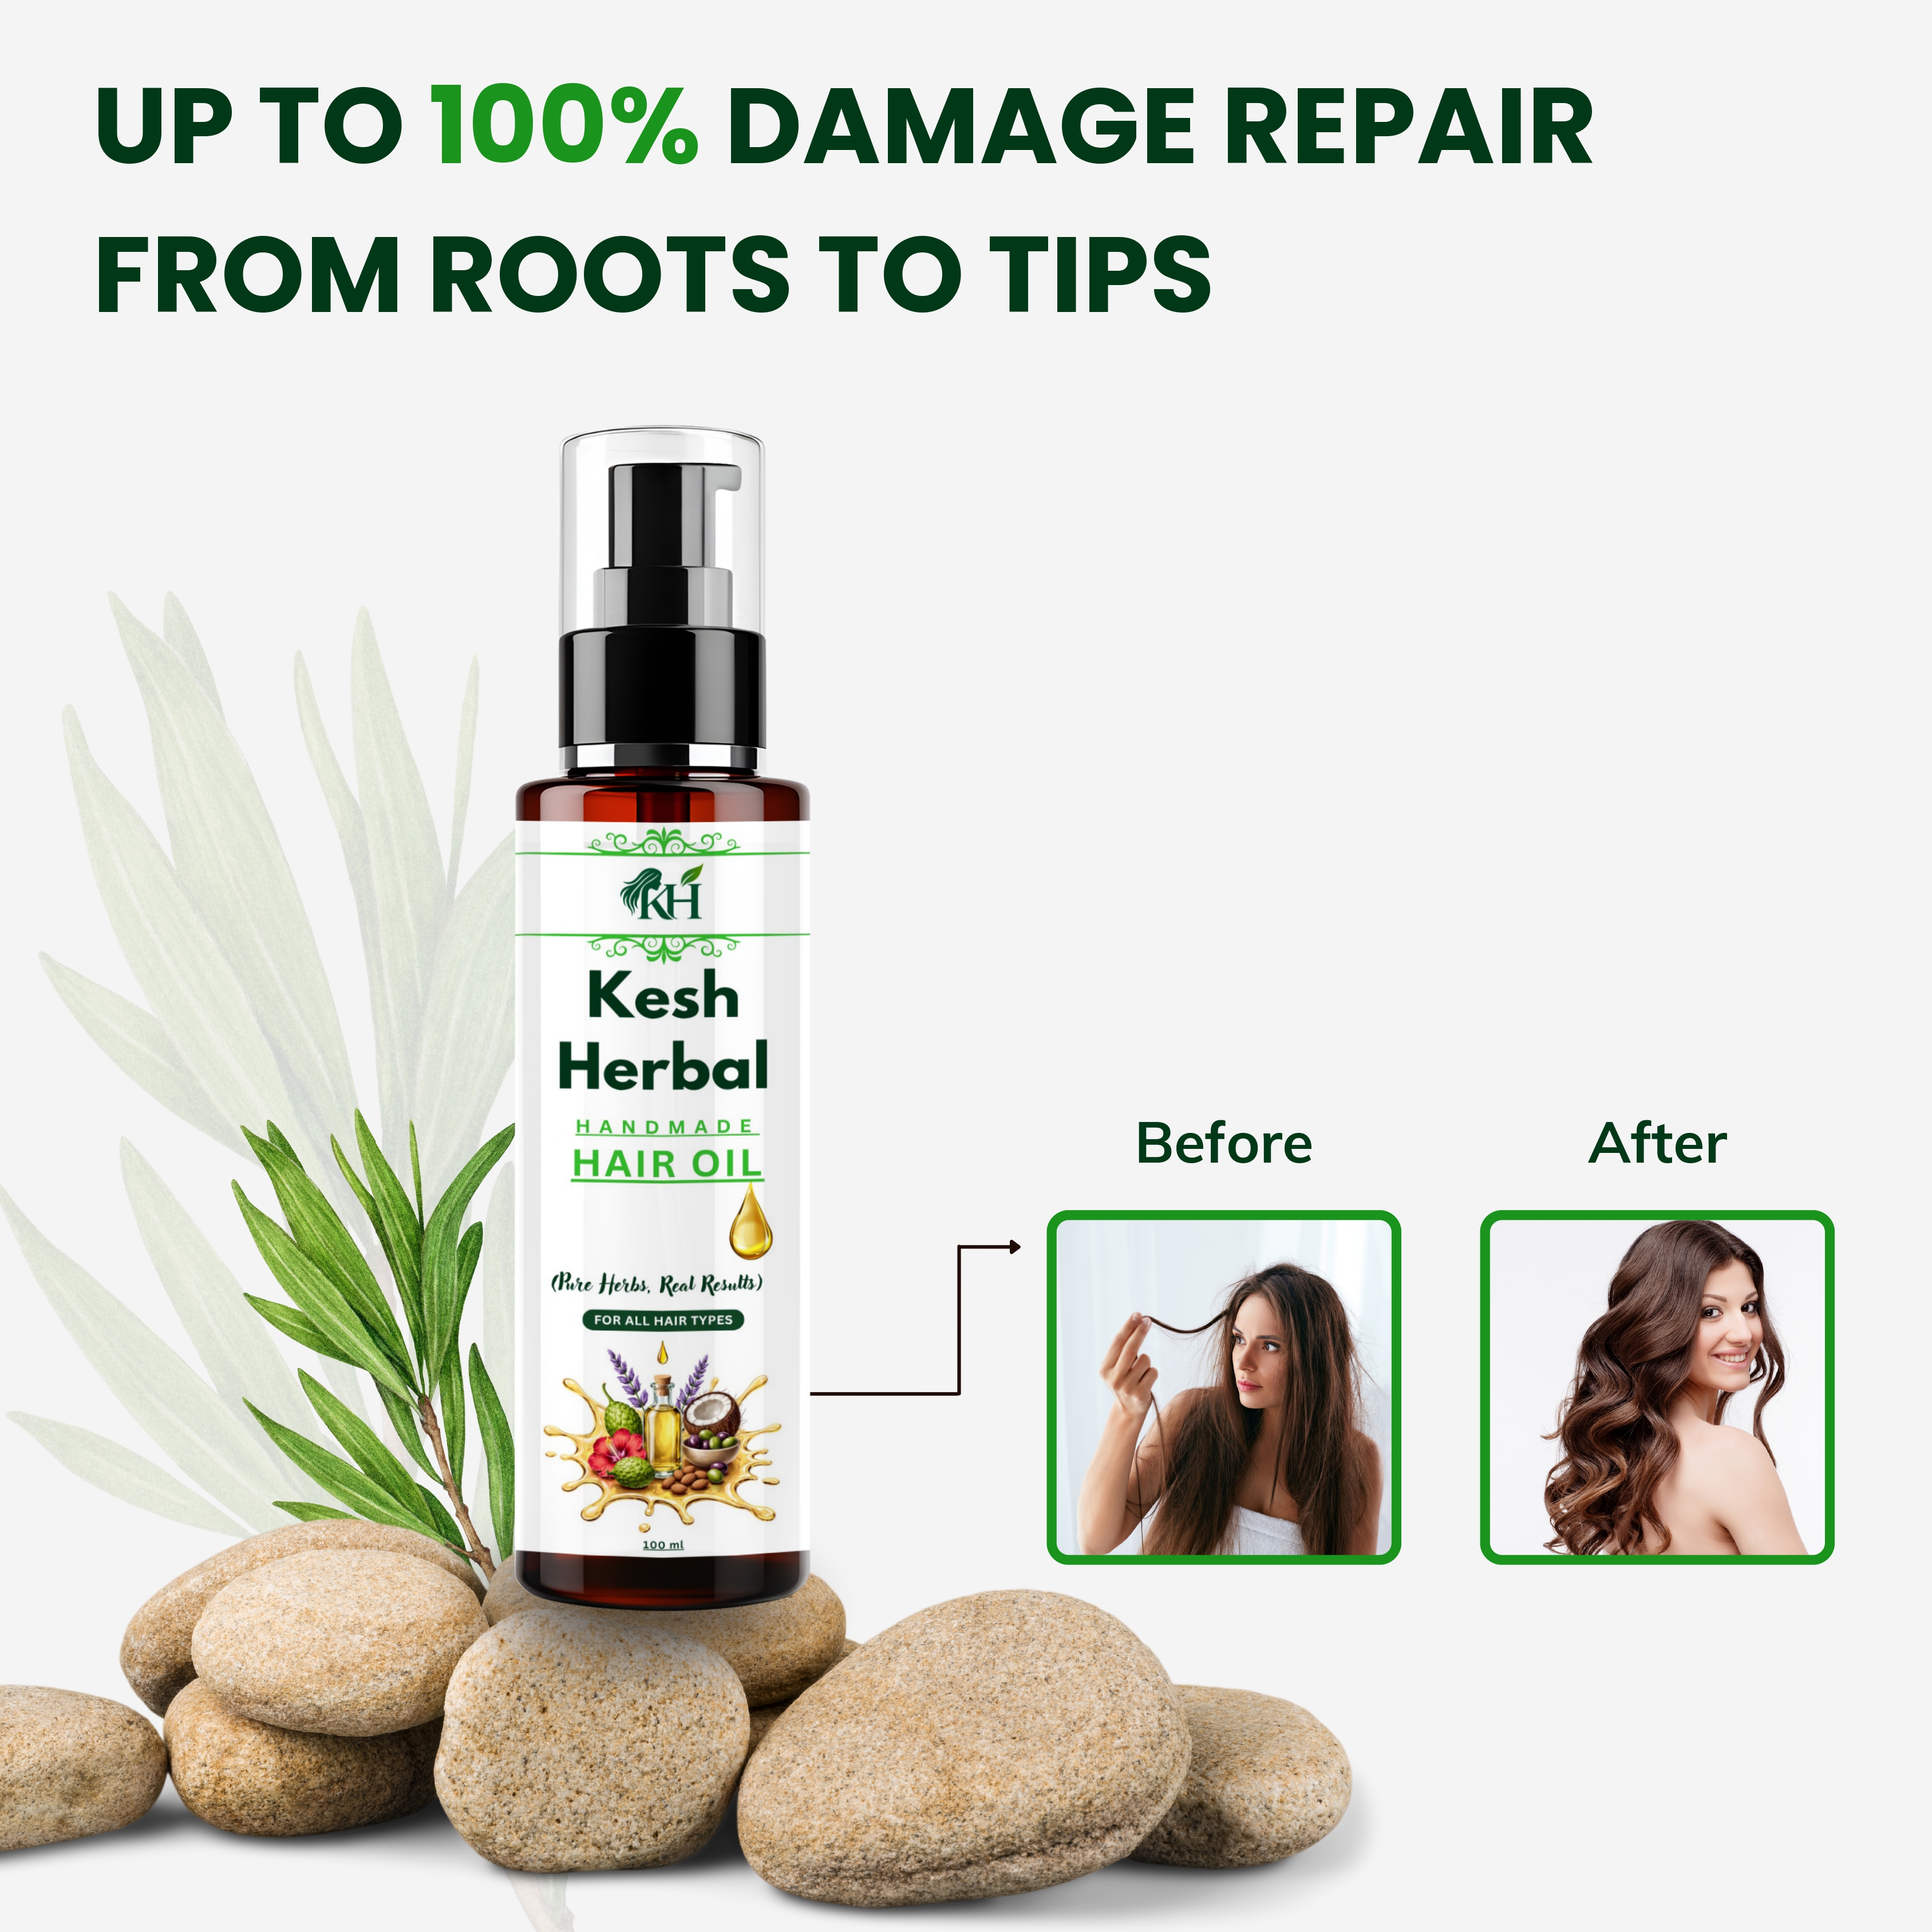 UP TO 100% DAMAGE REPAIR
FROM ROOTS TO TIPS
KH
Kesh
Herbal
HANDMADE
HAIR OIL
(Pure Herbs, Real Results)
FOR ALL HAIR TYPES
100 ml
Before
After